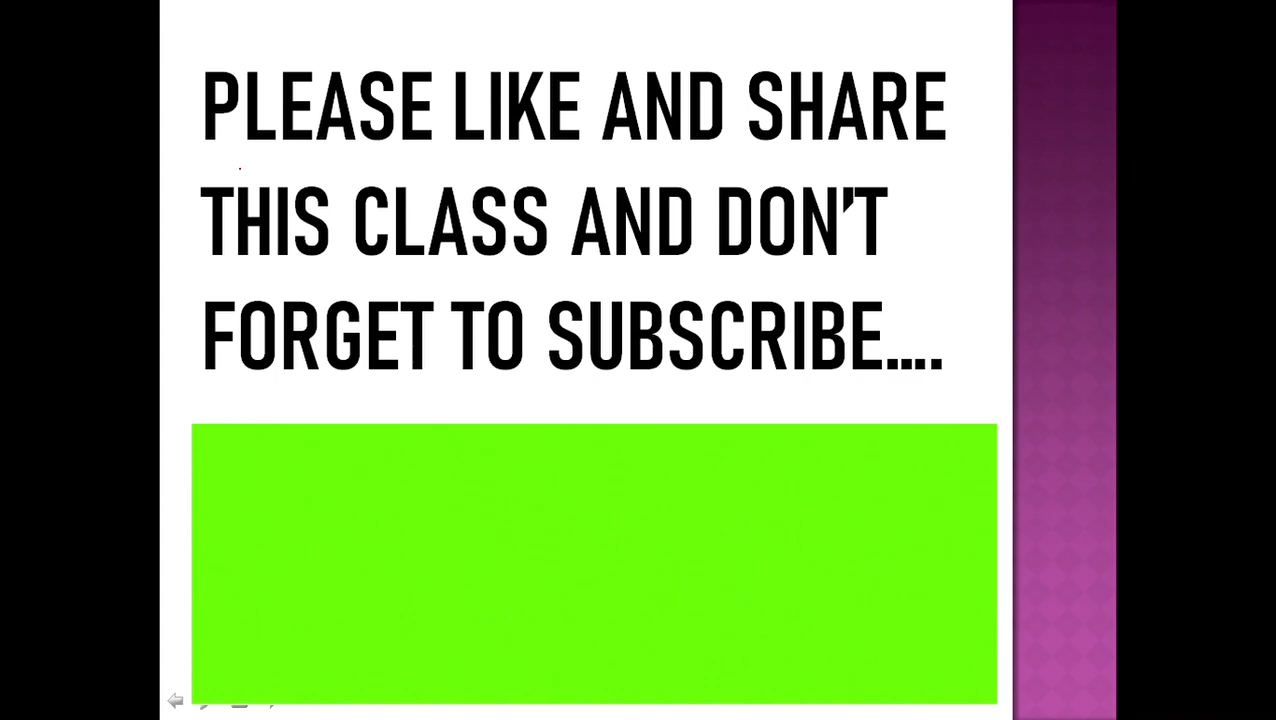 PLEASE LIKE AND SHARE
THIS CLASS AND DON'T
FORGET TO SUBSCRIBE....